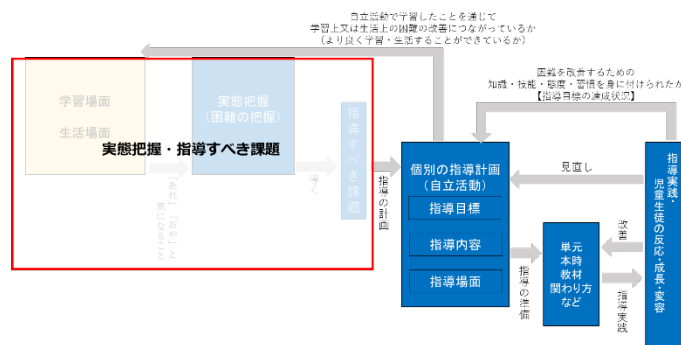 自立活動で学習したことを通じて
学習上又は生活上の困難の改善につながっているか
（より良く学習・生活することができているか）
困難を改善するための
知識・技能・態度・習慣を身に付けられたか
【指導目標の達成状況】
学習場面
生活場面
実態把握
（困難の把握）
実態把握・指導すべき課題
「あれ」「おや」と
気になること
導く
指導すべき課題
指導の計画
個別の指導計画
（自立活動）
指導目標
指導内容
指導場面
指導の準備
見直し
単元
本時
教材
関わり方
など
改善
指導実践
指導実践・
児童生徒の反応・成長・変容